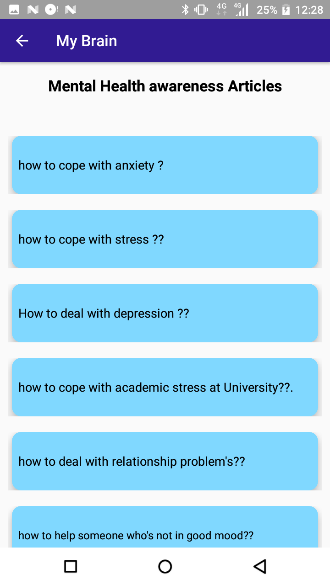 4G 4G 25% 12:28
My Brain
Mental Health awareness Articles
how to cope with anxiety ?
how to cope with stress ??
How to deal with depression ??
how to cope with academic stress at University??.
how to deal with relationship problem's??
how to help someone who's not in good mood??